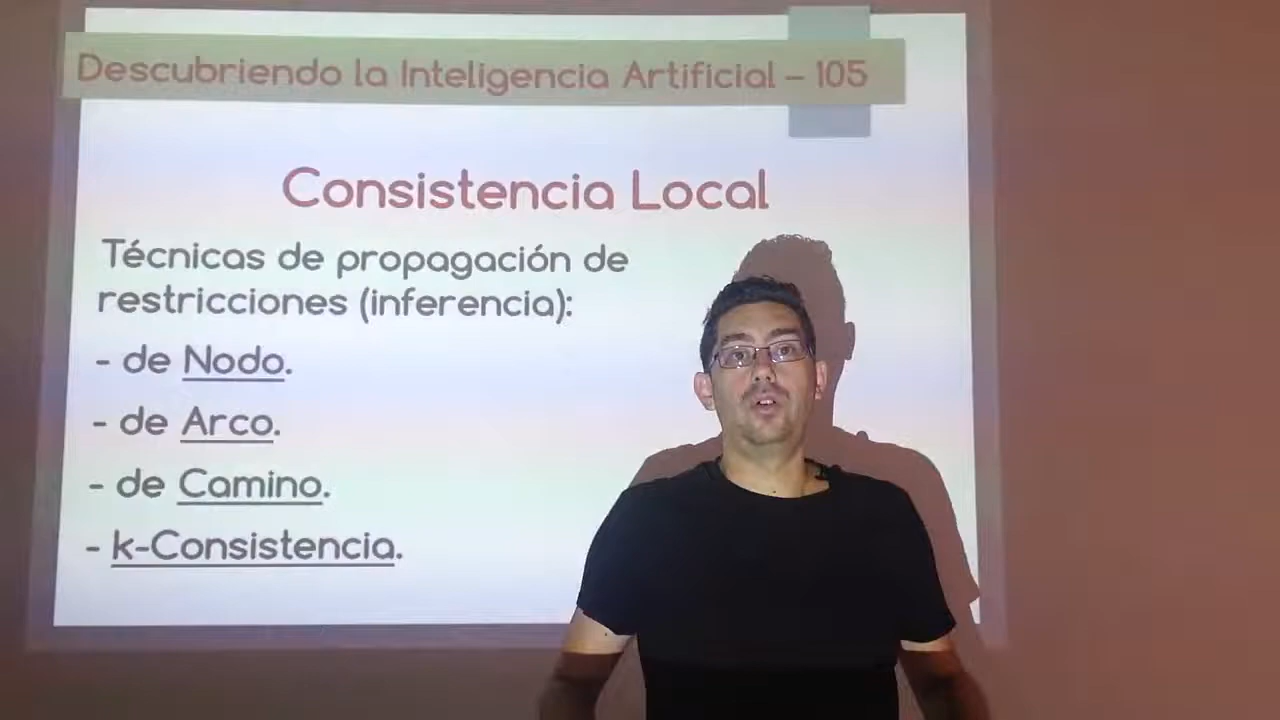 Descubriendo la Inteligencia Artificial – 105
Consistencia Local
Técnicas de propagación de
restricciones (inferencia):
- de Nodo.
- de Arco.
- de Camino.
- k-Consistencia.